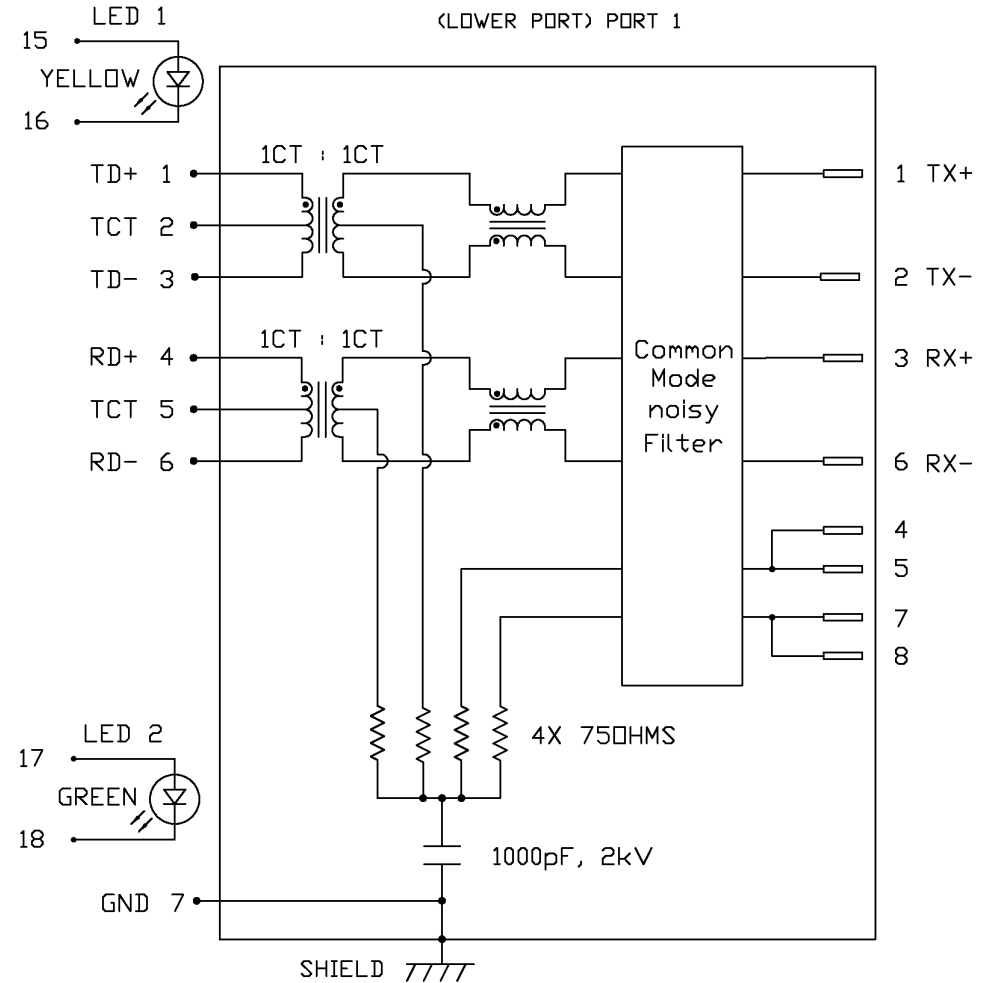 LED 1
(LOWER PORT) PORT 1
15
YELLOW
16
1CT : 1CT
TD+ 1
1 TX+
TCT 2
TD- 3
2 TX-
1CT : 1CT
RD+ 4
3 RX+
Common
Mode
noisy
Filter
TCT 5
RD- 6
6 RX-
4
5
7
8
LED 2
4X 75OHMS
17
GREEN
18
1000pF, 2kV
GND 7
SHIELD